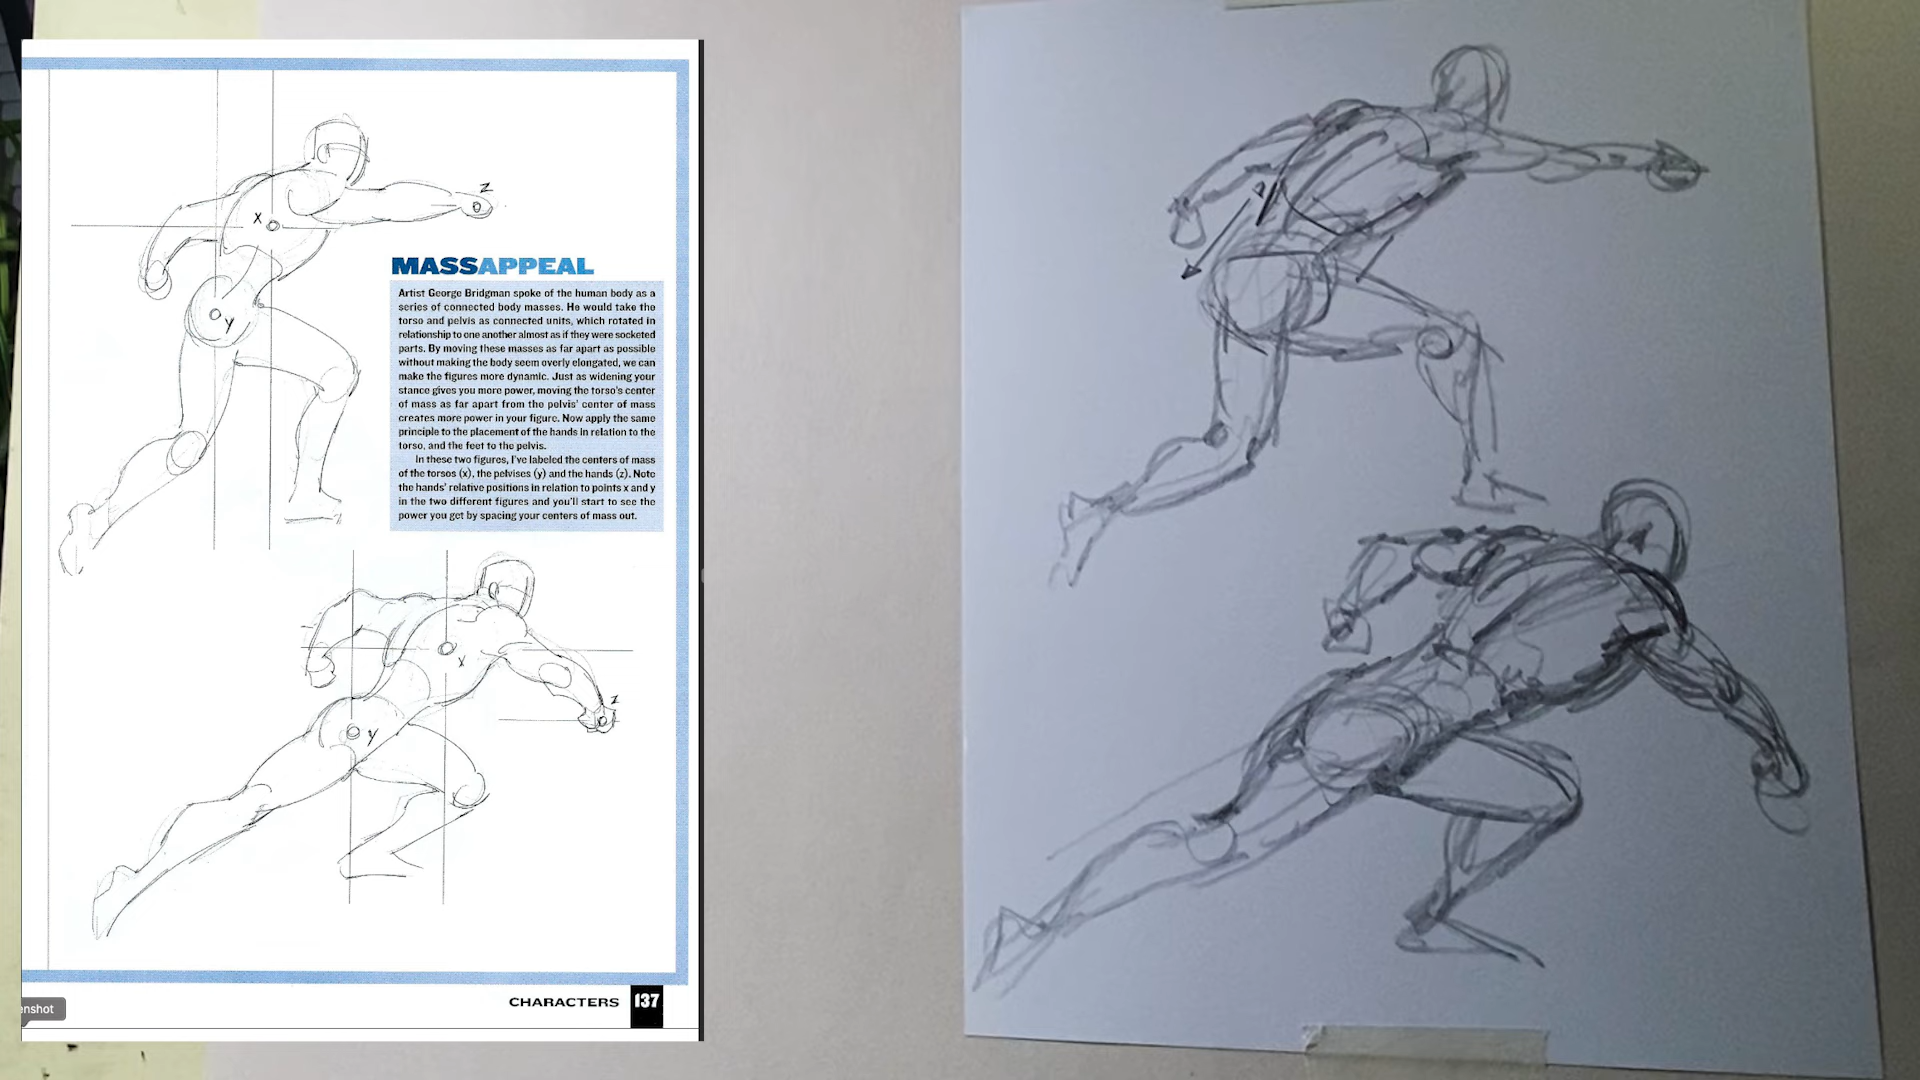 Z
X
MASSAPPEAL
Artist George Bridgman spoke of the human body as a
series of connected body masses. He would take the
torso and pelvis as connected units, which rotated in
relationship to one another almost as if they were socketed
parts. By moving these masses as far apart as possible
without making the body seem overly elongated, we can
make the figures more dynamic. Just as widening your
stance gives you more power, moving the torso's center
of mass as far apart from the pelvis' center of mass
creates more power in your figure. Now apply the same
principle to the placement of the hands in relation to the
torso, and the feet to the pelvis.
In these two figures, I've labeled the centers of mass
of the torsos (x), the pelvises (y) and the hands (z). Note
the hands' relative positions in relation to points x and y
in the two different figures and you'll start to see the
power you get by spacing your centers of mass out.
y
x
z
y
CHARACTERS 137
enshot